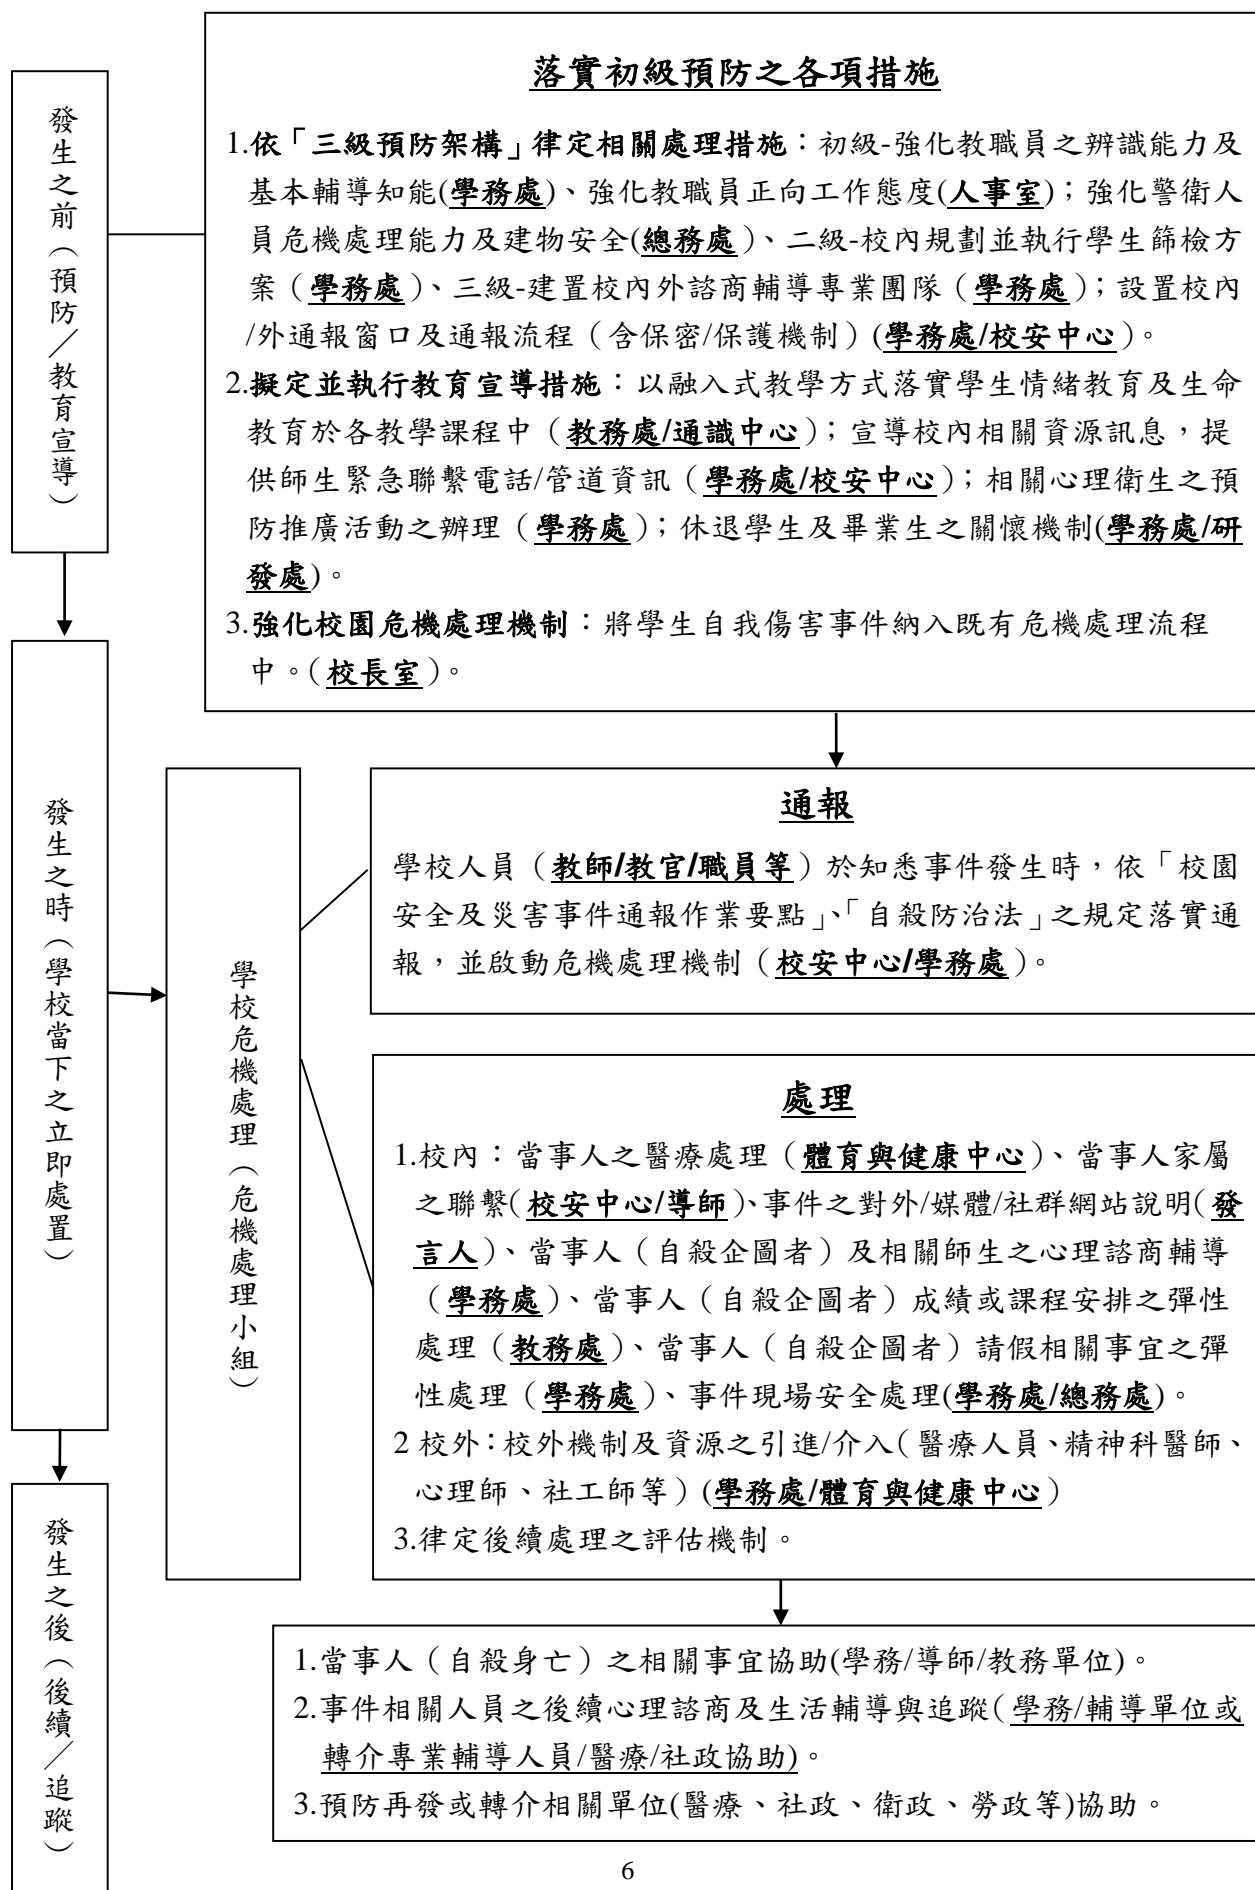 發生之前（預防／教育宣導）
落實初級預防之各項措施
1.依「三級預防架構」律定相關處理措施：初級-強化教職員之辨識能力及
基本輔導知能(學務處)、強化教職員正向工作態度(人事室)；強化警衛人
員危機處理能力及建物安全(總務處）、二級-校內規劃並執行學生篩檢方
案（學務處）、三級-建置校內外諮商輔導專業團隊（學務處）；設置校內
/外通報窗口及通報流程（含保密/保護機制）(學務處/校安中心）。
2.擬定並執行教育宣導措施：以融入式教學方式落實學生情緒教育及生命
教育於各教學課程中（教務處/通識中心）；宣導校內相關資源訊息，提
供師生緊急聯繫電話/管道資訊（學務處/校安中心）；相關心理衛生之預
防推廣活動之辦理（學務處）；休退學生及畢業生之關懷機制(學務處/研
發處)。
3.強化校園危機處理機制：將學生自我傷害事件納入既有危機處理流程
中。（校長室）。
發生之時（學校當下之立即處置）
學校危機處理（危機處理小組）
通報
學校人員（教師/教官/職員等）於知悉事件發生時，依「校園
安全及災害事件通報作業要點」、「自殺防治法」之規定落實通
報，並啟動危機處理機制（校安中心/學務處）。
處理
1.校內：當事人之醫療處理（體育與健康中心）、當事人家屬
之聯繫（校安中心/導師）、事件之對外/媒體/社群網站說明（發
言人）、當事人（自殺企圖者）及相關師生之心理諮商輔導
（學務處）、當事人（自殺企圖者）成績或課程安排之彈性
處理（教務處）、當事人（自殺企圖者）請假相關事宜之彈
性處理（學務處）、事件現場安全處理(學務處/總務處)。
2 校外：校外機制及資源之引進/介入（醫療人員、精神科醫師、
心理師、社工師等）(學務處/體育與健康中心）
3.律定後續處理之評估機制。
發生之後（後續／追蹤）
1.當事人（自殺身亡）之相關事宜協助(學務/導師/教務單位)。
2.事件相關人員之後續心理諮商及生活輔導與追蹤（學務/輔導單位或
轉介專業輔導人員/醫療/社政協助)。
3.預防再發或轉介相關單位(醫療、社政、衛政、勞政等)協助。
6